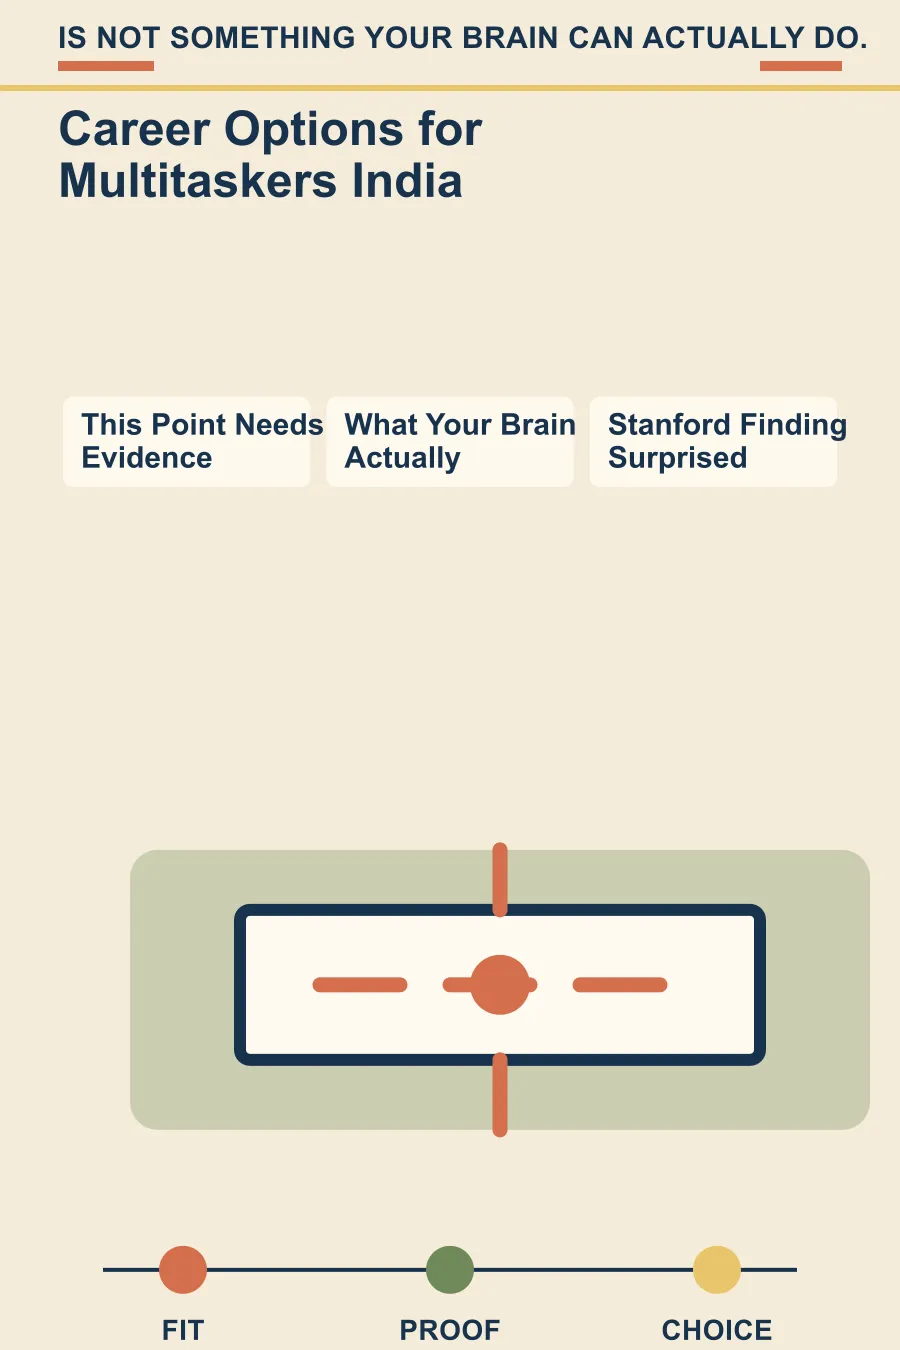 IS NOT SOMETHING YOUR BRAIN CAN ACTUALLY DO.
Career Options for
Multitaskers India
This Point Needs
Evidence
What Your Brain
Actually
Stanford Finding
Surprised
FIT
PROOF
CHOICE